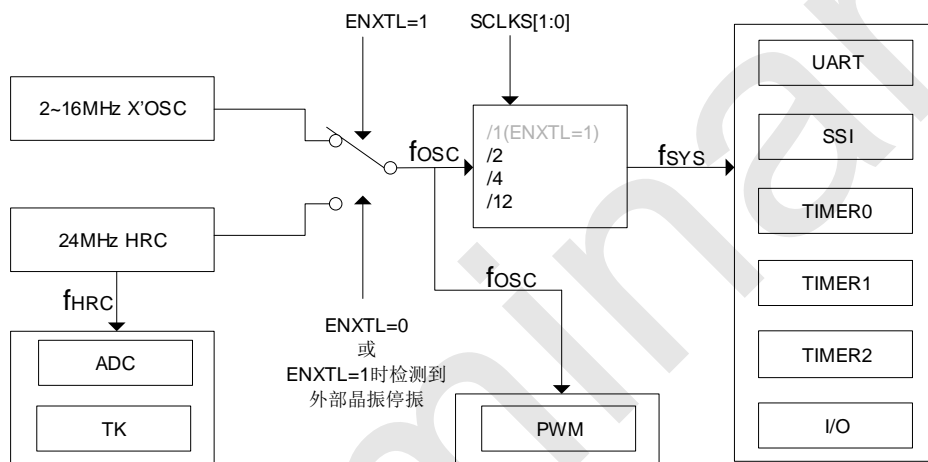 ENXTL=1
SCLKS[1:0]
2~16MHz X'OSC
24MHz HRC
fHRC
ADC
TK
ENXTL=0
或
ENXTL=1时检测到
外部晶振停振
fOSC
/1(ENXTL=1)
/2
/4
/12
fOSC
PWM
fSYS
UART
SSI
TIMER0
TIMER1
TIMER2
I/O